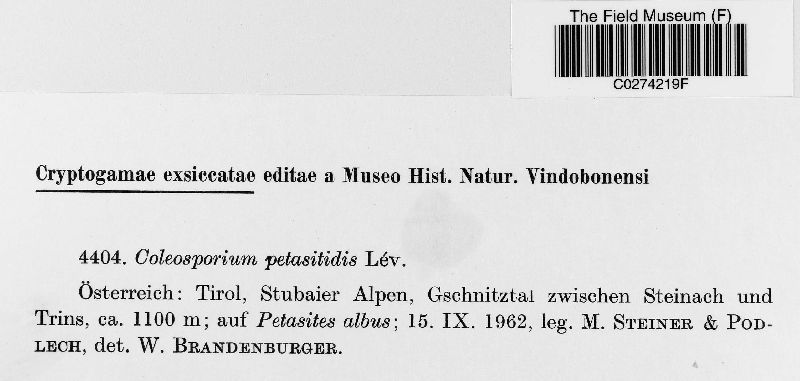 The Field Museum (F)
C0274219F
Cryptogamae exsiccatae editae a Museo Hist. Natur. Vindobonensi
4404. Coleosporium petasitidis Lév.
Österreich: Tirol, Stubaier Alpen, Gschnitztal zwischen Steinach und
Trins, ca. 1100 m; auf Petasites albus; 15. IX. 1962, leg. M. STEINER & POD-
LECH, det. W. BRANDENBURGER.